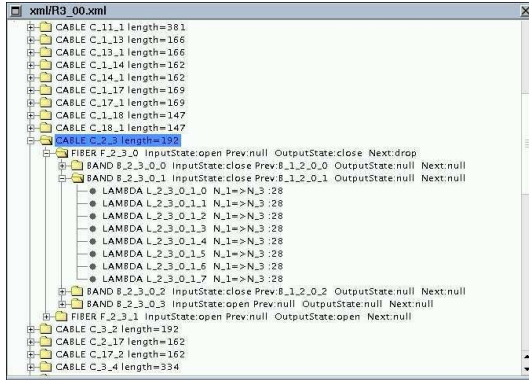 xml/R3_00.xml
CABLE C_11_1 length=381
CABLE C_1_13 length=166
CABLE C_13_1 length=166
CABLE C_1_14 length=162
CABLE C_14_1 length=162
CABLE C_1_17 length=169
CABLE C_17_1 length=169
CABLE C_1_18 length=147
CABLE C_18_1 length=147
CABLE C_2_3 length=192
FIBER F_2_3_0 InputState:open Prev:null OutputState:close Next:drop
BAND B_2_3_0_0 InputState:close Prev:B_1_2_0_0 OutputState:null Next:null
BAND B_2_3_0_1 InputState:close Prev:B_1_2_0_1 OutputState:null Next:null
LAMBDA L_2_3_0_1_0 N_1=>N_3 :28
LAMBDA L_2_3_0_1_1 N_1=>N_3 :28
LAMBDA L_2_3_0_1_2 N_1=>N_3 :28
LAMBDA L_2_3_0_1_3 N_1=>N_3 :28
LAMBDA L_2_3_0_1_4 N_1=>N_3 :28
LAMBDA L_2_3_0_1_5 N_1=>N_3 :28
LAMBDA L_2_3_0_1_6 N_1=>N_3 :28
LAMBDA L_2_3_0_1_7 N_1=>N_3 :28
BAND B_2_3_0_2 InputState:close Prev:B_1_2_0_2 OutputState:null Next:null
BAND B_2_3_0_3 InputState:open Prev:null OutputState:null Next:null
FIBER F_2_3_1 InputState:open Prev:null OutputState:open Next:null
CABLE C_3_2 length=192
CABLE C_2_17 length=162
CABLE C_17_2 length=162
CABLE C_3_4 length=334